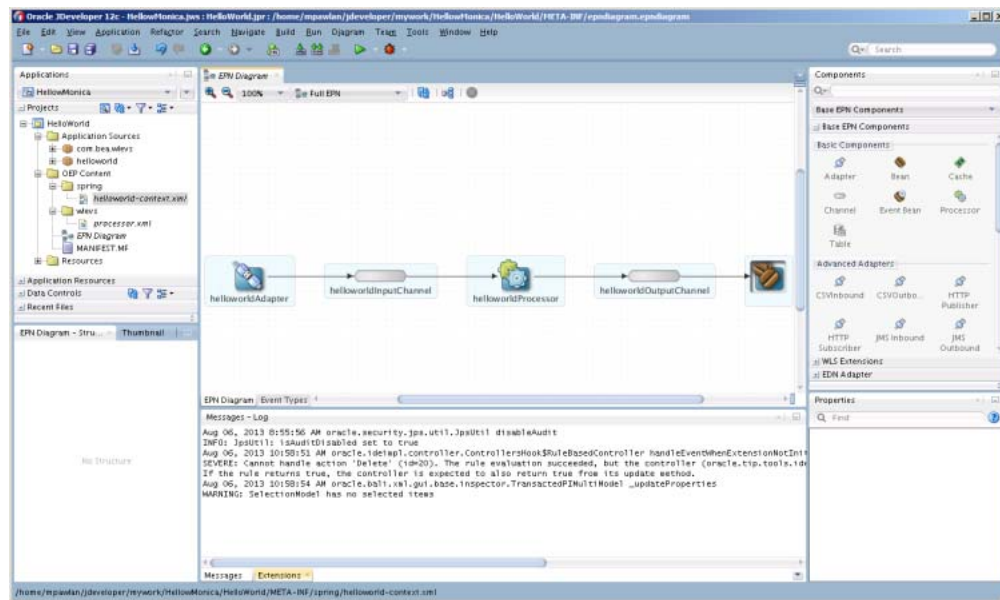 Oracle JDeveloper 12c - HellowMonica.jws : HelloWorld.jpr : /home/mpawlan/jdeveloper/mywork/HellowMonica/HelloWorld/META-INF/epndiagram.epndiagram
File Edit View Application Refactor Search Navigate Build Run Diagram Team Tools Window Help
Search
Applications
HellowMonica
Projects
HelloWorld
Application Sources
com.bea.wlevs
helloworld
OEP Content
spring
helloworld-context.xml
wlevs
processor.xml
EPN Diagram
MANIFEST.MF
Resources
Application Resources
Data Controls
Recent Files
EPN Diagram - Stru...
Thumbnail
No Structure
EPN Diagram
100%
Full EPN
helloworldAdapter
helloworldInputChannel
helloworldProcessor
helloworldOutputChannel
EPN Diagram Event Types
Messages - Log
Aug 06, 2013 8:55:56 AM oracle.security.jps.util.JpsUtil disableAudit
INFO: JpsUtil: isAuditDisabled set to true
Aug 06, 2013 10:58:51 AM oracle.ideimpl.controller.ControllersHook$RuleBasedController handleEventWhenExtensionNotInit
SEVERE: Cannot handle action 'Delete' (id=20). The rule evaluation succeeded, but the controller (oracle.tip.tools.ide
If the rule returns true, the controller is expected to also return true from its update method.
Aug 06, 2013 10:58:54 AM oracle.bali.xml.gui.base.inspector.TransactedPIMultiModel _updateProperties
WARNING: SelectionModel has no selected items
Messages
Extensions
Components
Base EPN Components
Base EPN Components
Basic Components
Adapter
Bean
Cache
Channel
Event Bean
Processor
Table
Advanced Adapters
CSVInbound
CSVOutbo...
HTTP Publisher
HTTP Subscriber
JMS Inbound
JMS Outbound
WLS Extensions
EDN Adapter
Properties
Find
/home/mpawlan/jdeveloper/mywork/HellowMonica/HelloWorld/META-INF/spring/helloworld-context.xml